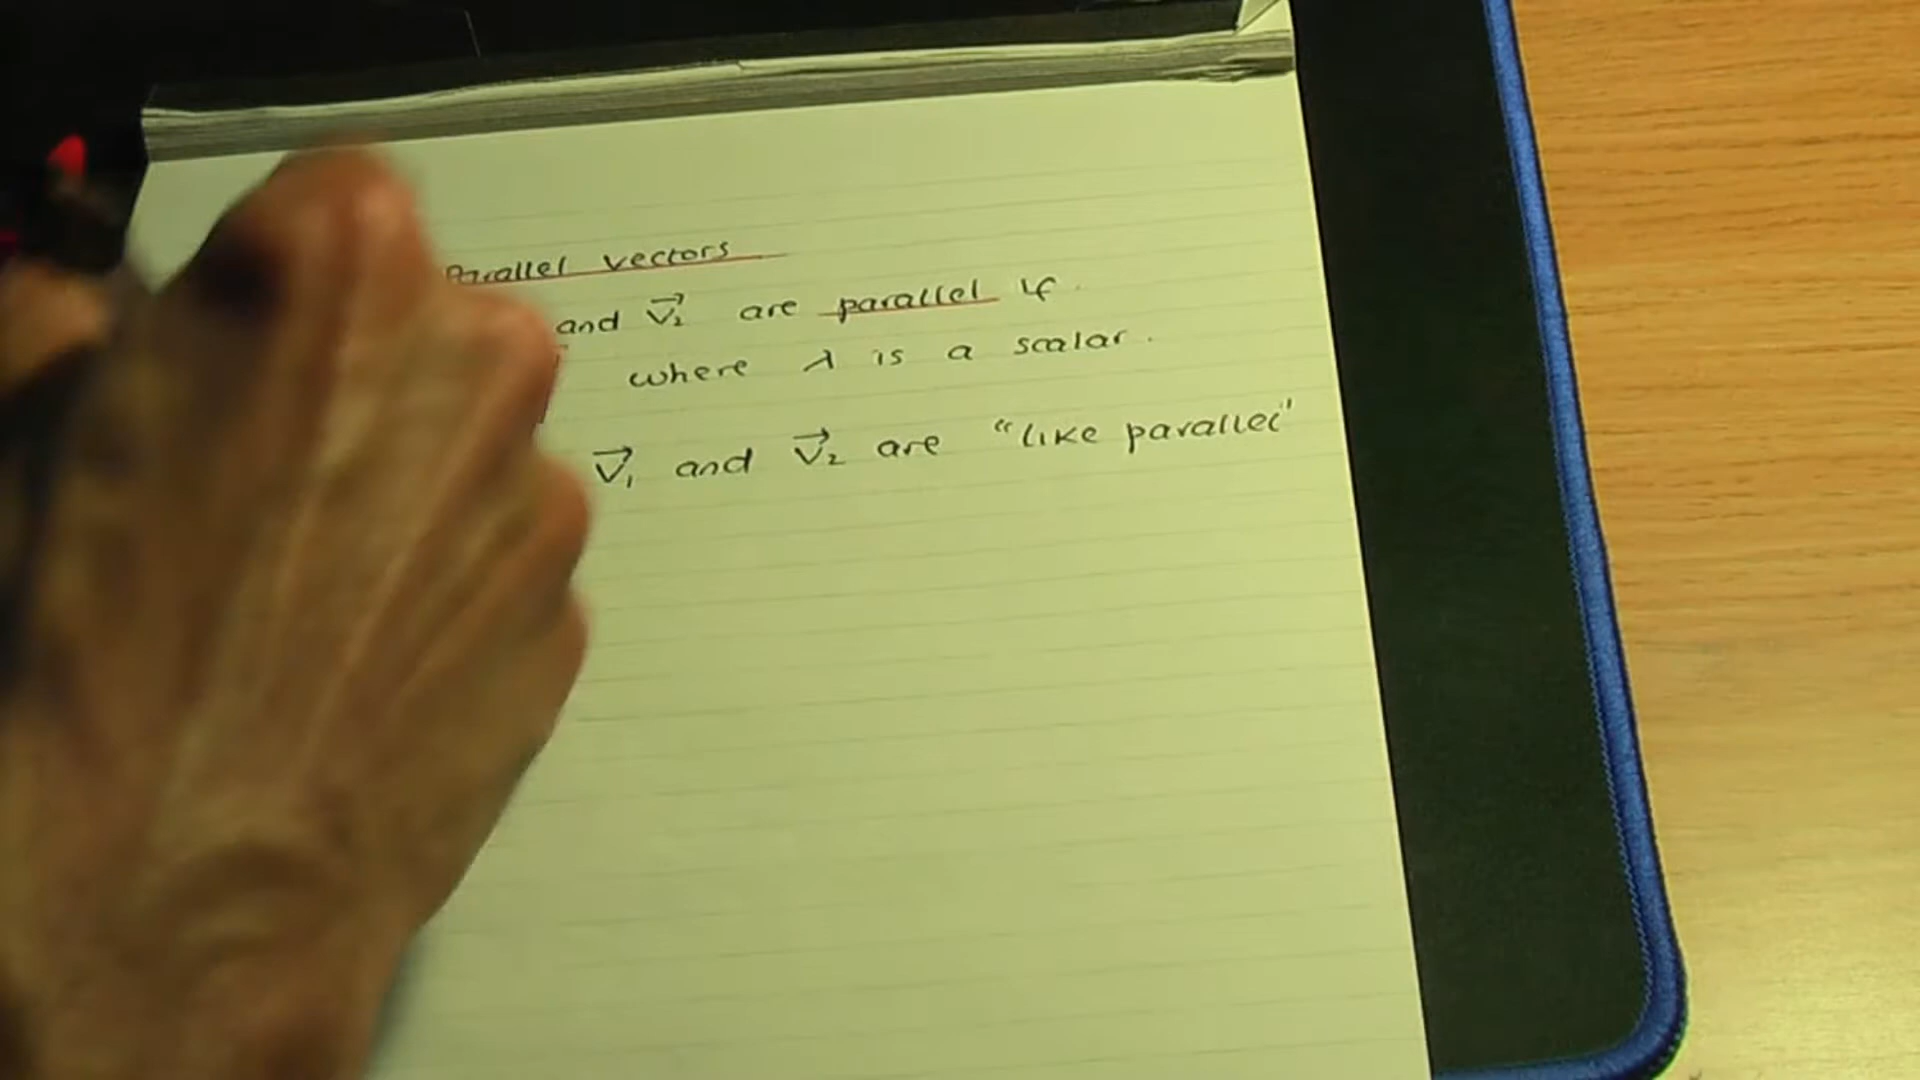 Parallel vectors
and v⃗₂ are parallel if
where λ is a scalar.
v⃗₁ and v⃗₂ are "like parallel"